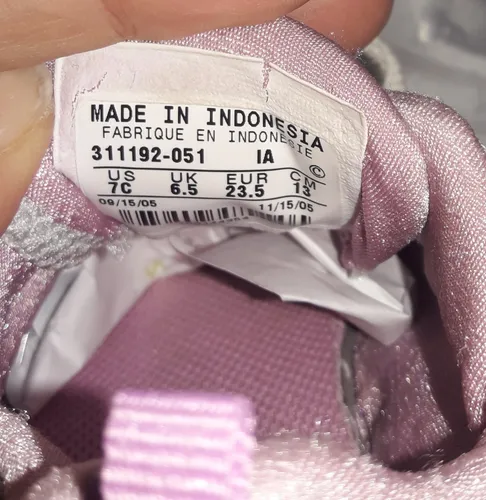 MADE IN INDONESIA
FABRIQUE EN INDONESIE
311192-051 IA
US UK EUR CM
7C 6.5 23.5 13
09/15/05 11/15/05
©